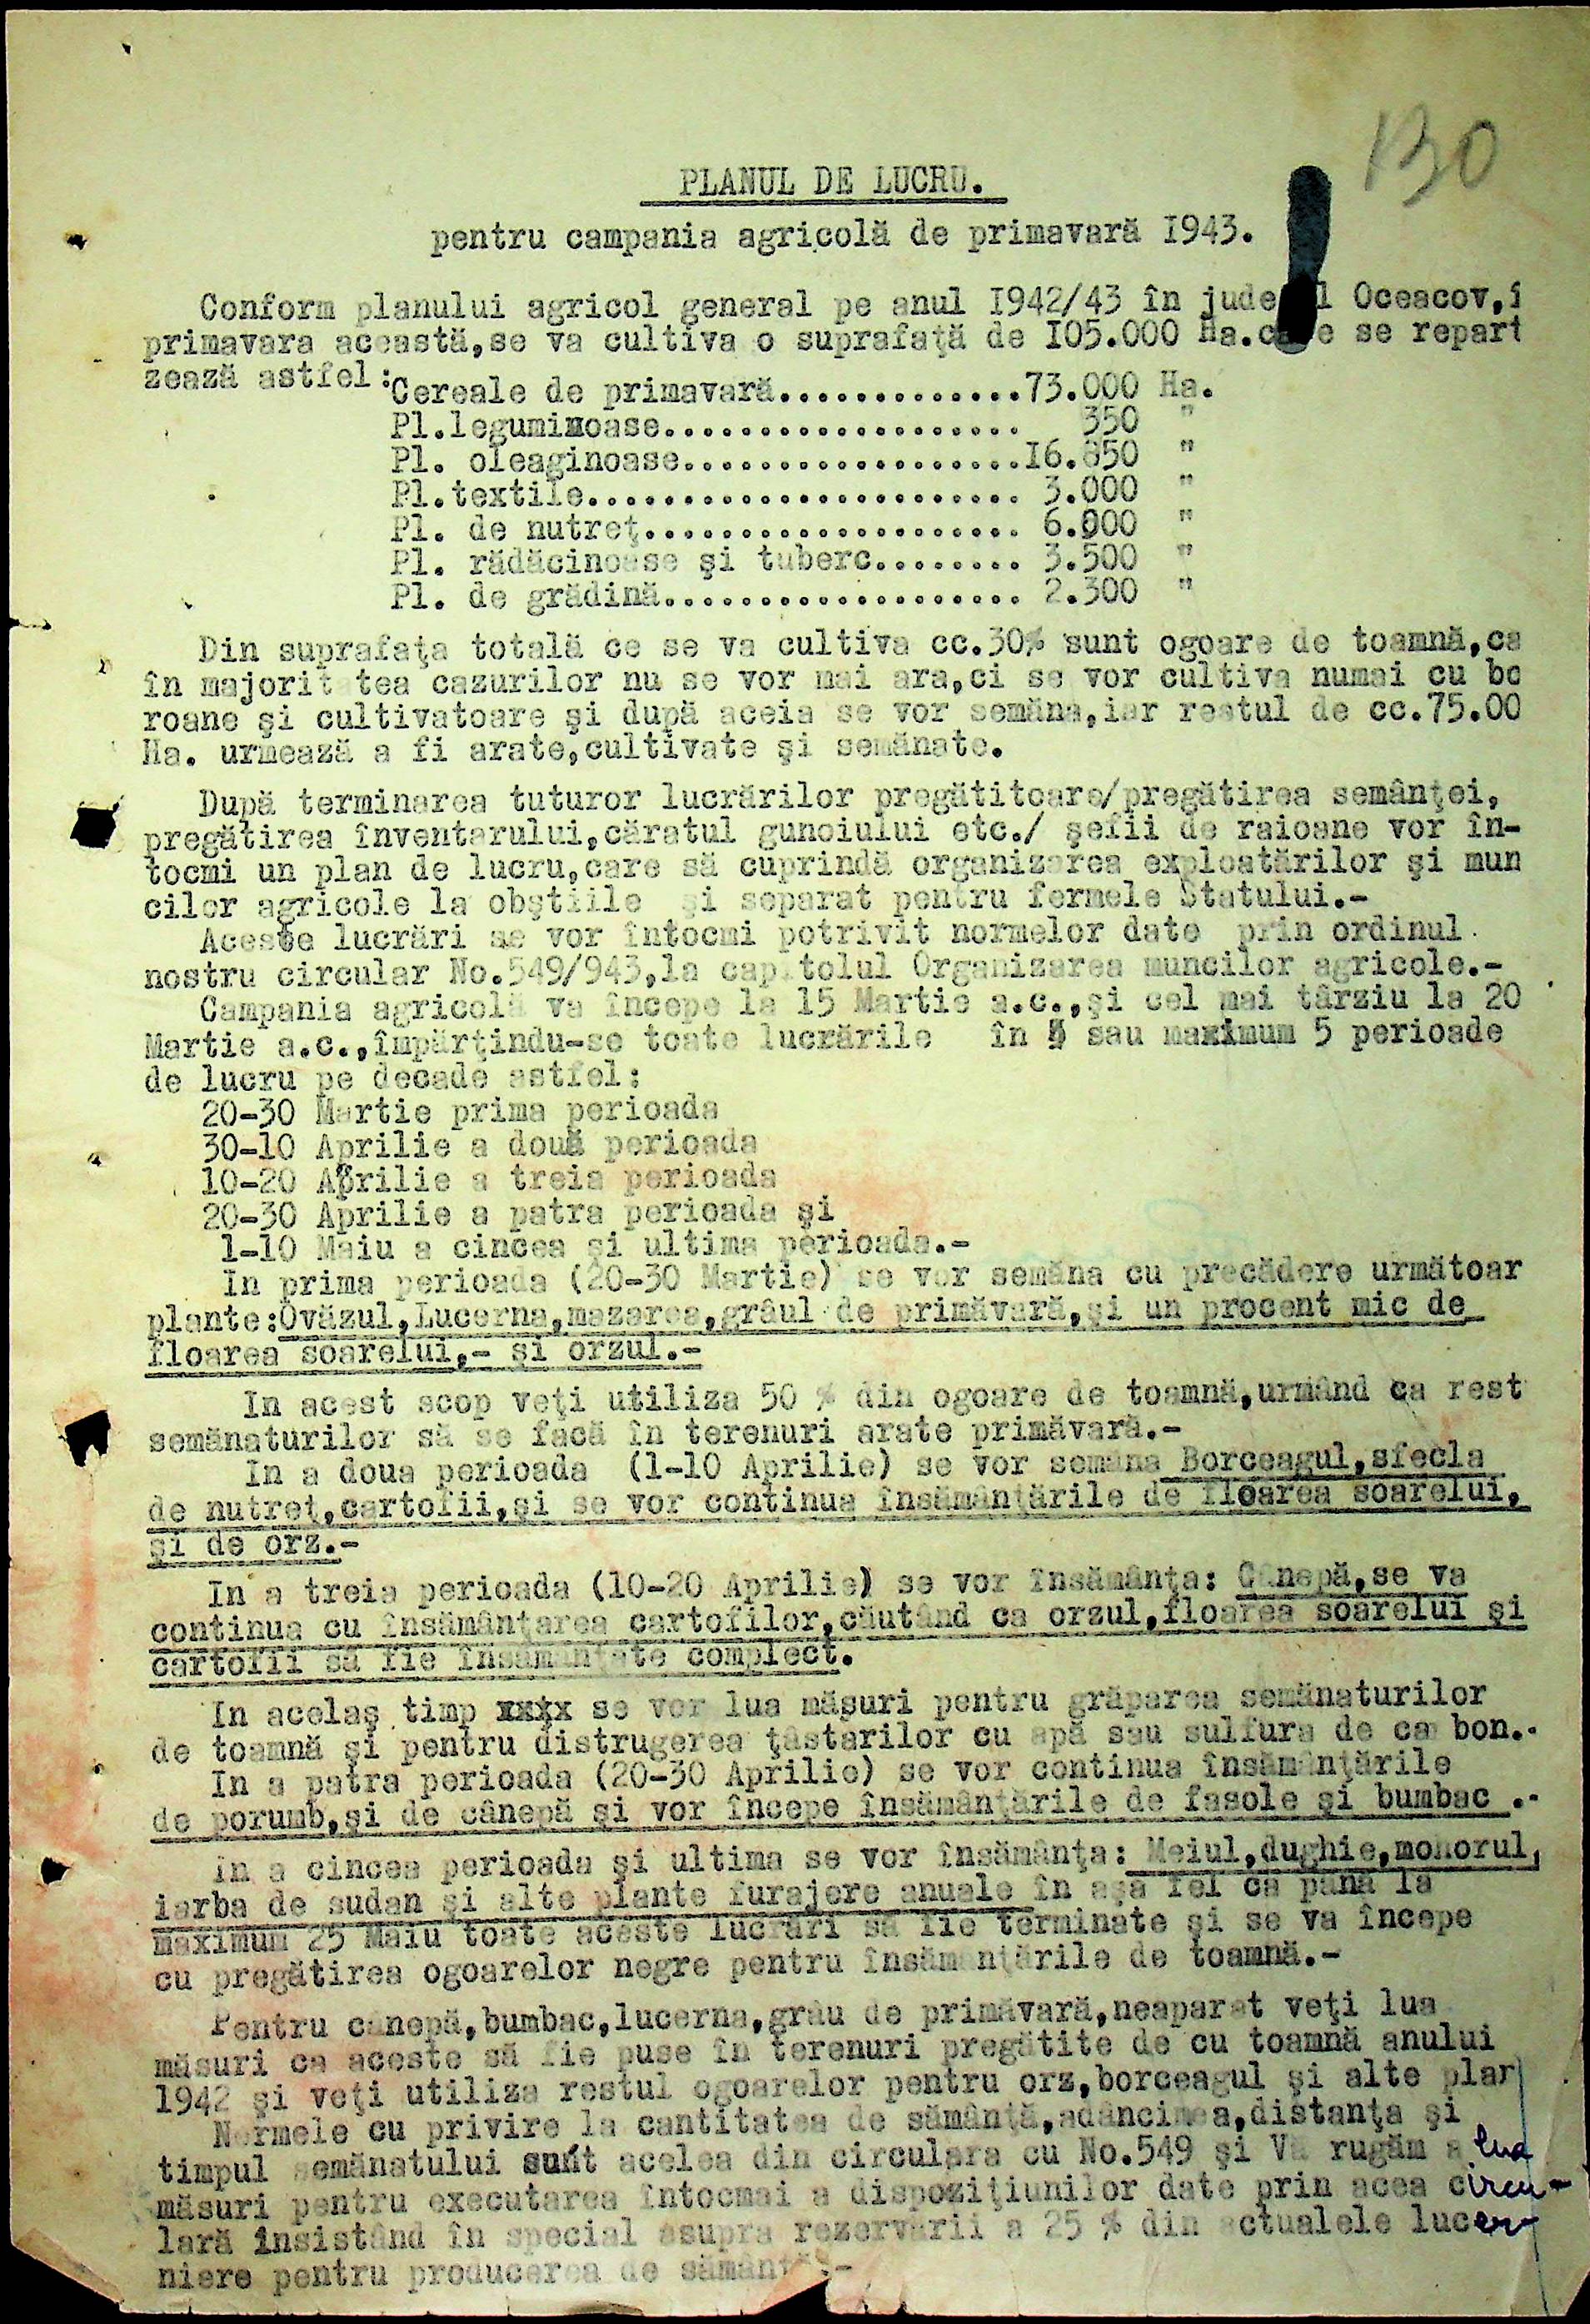 130
PLANUL DE LUCRU.
pentru campania agricolă de primavară I943.
Conform planului agricol general pe anul I942/43 în jude l Oceacov,î
primavara această,se va cultiva o suprafaţă de I05.000 Ha.care se repart
zează astfel:
Cereale de primavară.............73.000 Ha.
Pl.leguminoase................... 350 "
Pl. oleaginoase..................I6.850 "
Pl.textile....................... 3.000 "
Pl. de nutreţ.................... 6.000 "
Pl. rădăcinoase şi tuberc........ 3.500 "
Pl. de grădină................... 2.300 "
Din suprafaţa totală ce se va cultiva cc.30% sunt ogoare de toamnă,ca
în majorit tea cazurilor nu se vor mai ara,ci se vor cultiva numai cu bo
roane şi cultivatoare şi după aceia se vor semăna,iar restul de cc.75.00
Ha. urmează a fi arate,cultivate şi semănate.
După terminarea tuturor lucrărilor pregătitoare/pregătirea semânţei,
pregătirea înventarului,căratul gunoiului etc./ şefii de raioane vor în-
tocmi un plan de lucru,care să cuprindă organizarea exploatărilor şi mun
cilor agricole la obştiile şi separat pentru fermele Statului.-
Aceste lucrări se vor întocmi potrivit normelor date prin ordinul
nostru circular No.549/943,la capitolul Organizarea muncilor agricole.-
Campania agricolă va începe la 15 Martie a.c.,şi cel mai târziu la 20
Martie a.c.,împărţindu-se toate lucrările în sau maximum 5 perioade
de lucru pe decade astfel:
20-30 Martie prima perioada
30-10 Aprilie a două perioada
10-20 Aprilie a treia perioada
20-30 Aprilie a patra perioada şi
1-10 Maiu a cincea şi ultima perioada.-
In prima perioada (20-30 Martie) se vor semăna cu precădere următoar
plante:Ovăzul,Lucerna,mazarea,grâul de primăvară,şi un procent mic de
floarea soarelui,- şi orzul.-
In acest scop veţi utiliza 50 % din ogoare de toamnă,urmând ca rest
semănaturilor să se facă în terenuri arate primăvară.-
In a doua perioada (1-10 Aprilie) se vor semăna Borceagul,sfecla
de nutreţ,cartofii,şi se vor continua însămânţările de floarea soarelui,
şi de orz.-
In a treia perioada (10-20 Aprilie) se vor însămânţa: Cânepă,se va
continua cu însămânţarea cartofilor,căutând ca orzul,floarea soarelui şi
cartofii să fie însămânţate complect.
In acelaş timp xxxx se vor lua măsuri pentru grăparea semănaturilor
de toamnă şi pentru distrugerea ţâstarilor cu apă sau sulfura de ca bon.-
In a patra perioada (20-30 Aprilie) se vor continua însămânţările
de porumb,şi de cânepă şi vor începe însămânţările de fasole şi bumbac .-
In a cincea perioada şi ultima se vor însămânţa: Meiul,dughie,mohorul,
iarba de sudan şi alte plante furajere anuale în aşa fel ca până la
maximum 25 Maiu toate aceste lucrări să fie terminate şi se va începe
cu pregătirea ogoarelor negre pentru însămanţările de toamnă.-
Pentru cânepă,bumbac,lucerna,grâu de primăvară,neaparat veţi lua
măsuri ca aceste să fie puse în terenuri pregătite de cu toamnă anului
1942 şi veţi utiliza restul ogoarelor pentru orz,borceagul şi alte plan
Normele cu privire la cantitatea de sămânţă,adâncimea,distanţa şi
timpul semănatului sunt acelea din circulara cu No.549 şi Vă rugăm a lua
măsuri pentru executarea întocmai a dispoziţiunilor date prin acea circu-
lară însistând în special asupra rezervării a 25 % din actualele lucer-
niere pentru producerea de sămânţă.-